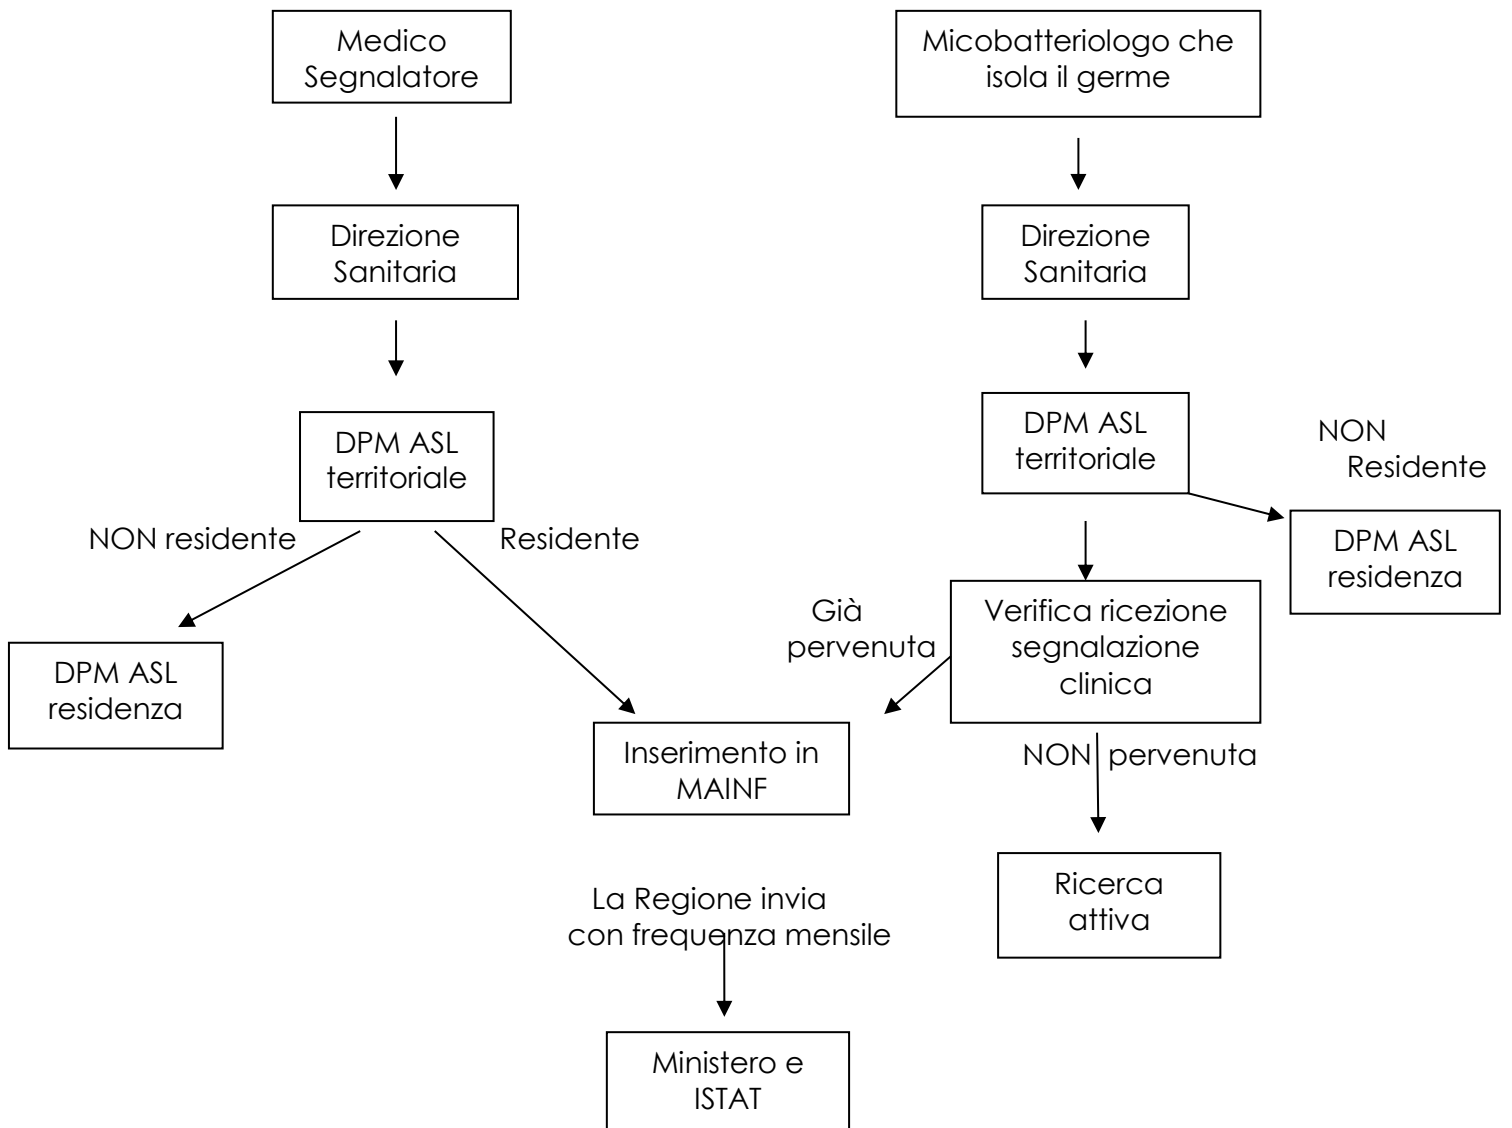 Medico
Segnalatore
Micobatteriologo che
isola il germe
Direzione
Sanitaria
Direzione
Sanitaria
DPM ASL
territoriale
DPM ASL
territoriale
NON
Residente
NON residente
Residente
DPM ASL
residenza
Già
pervenuta
Verifica ricezione
segnalazione
clinica
DPM ASL
residenza
Inserimento in
MAINF
NON pervenuta
Ricerca
attiva
La Regione invia
con frequenza mensile
Ministero e
ISTAT